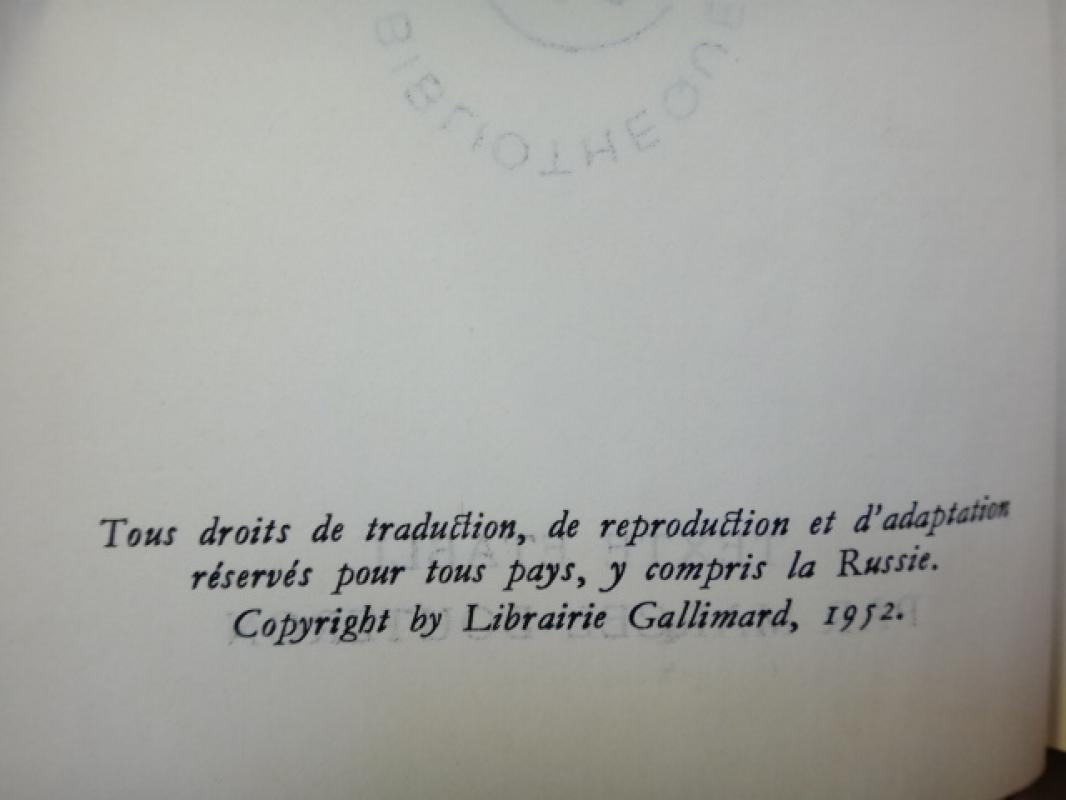 BIBLIOTHEQUE
Tous droits de traduction, de reproduction et d'adaptation
réservés pour tous pays, y compris la Russie.
Copyright by Librairie Gallimard, 1952.